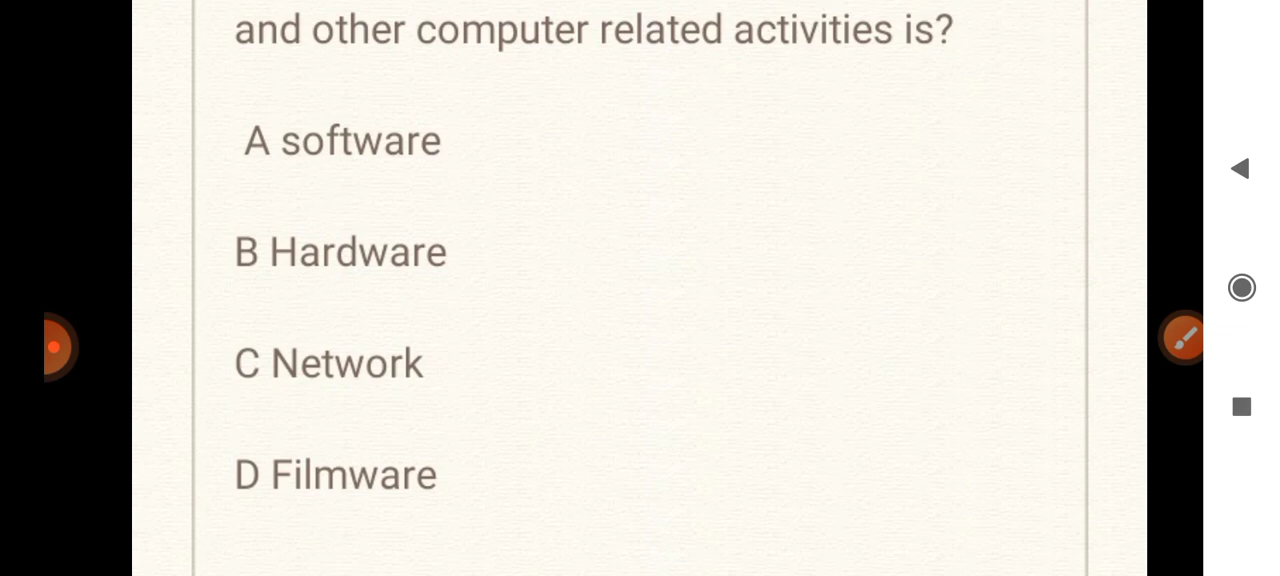 and other computer related activities is?
A software
B Hardware
C Network
D Filmware